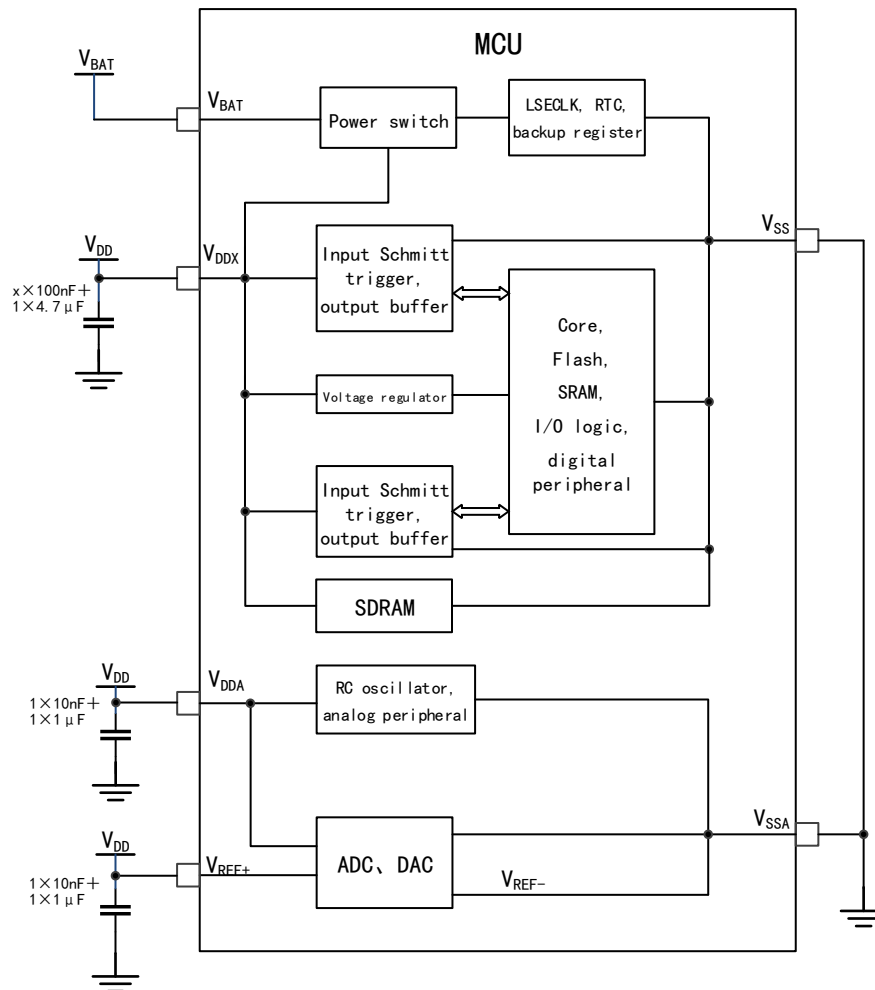 MCU
VBAT
VBAT
Power switch
LSECLK, RTC,
backup register
VSS
VDD
VDDX
x×100nF+
1×4.7μF
Input Schmitt
trigger,
output buffer
Core,
Flash,
SRAM,
I/O logic,
digital
peripheral
Voltage regulator
Input Schmitt
trigger,
output buffer
SDRAM
VDD
VDDA
1×10nF+
1×1μF
RC oscillator,
analog peripheral
VSSA
VDD
VREF+
1×10nF+
1×1μF
ADC、DAC
VREF-